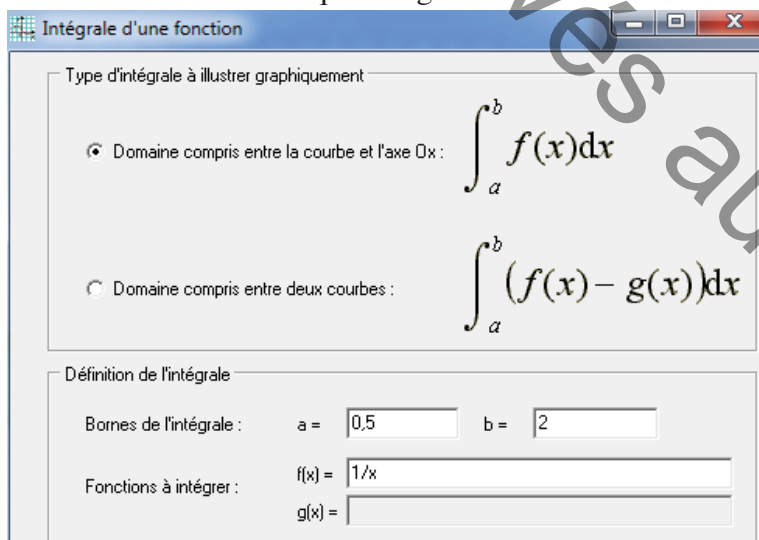 Intégrale d'une fonction
Type d'intégrale à illustrer graphiquement
Domaine compris entre la courbe et l'axe Ox : ∫_a^b f(x)dx
Domaine compris entre deux courbes : ∫_a^b (f(x) − g(x))dx
Définition de l'intégrale
Bornes de l'intégrale : a = 0,5 b = 2
Fonctions à intégrer : f(x) = 1/x
g(x) =